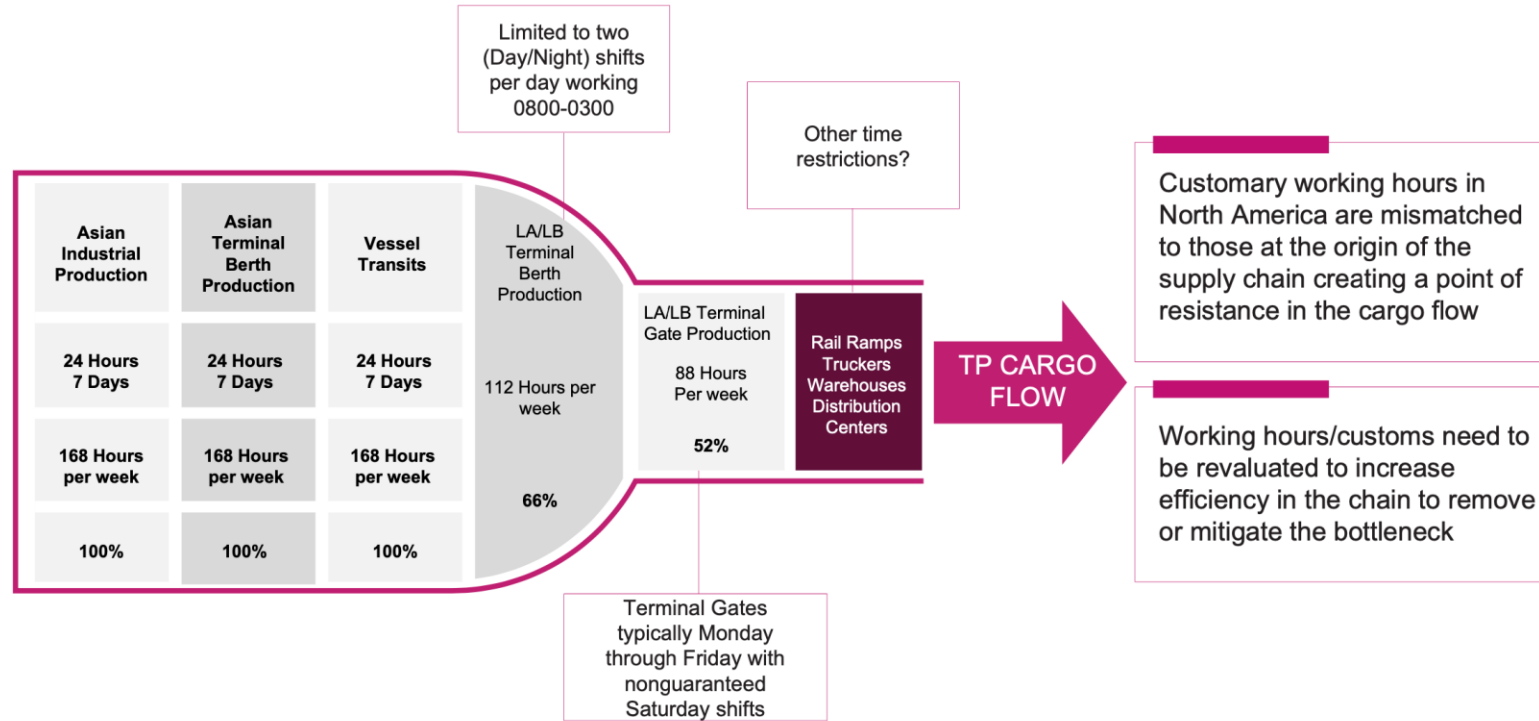 Limited to two
(Day/Night) shifts
per day working
0800-0300
Other time
restrictions?
Asian
Industrial
Production
24 Hours
7 Days
168 Hours
per week
100%
Asian
Terminal
Berth
Production
24 Hours
7 Days
168 Hours
per week
100%
Vessel
Transits
24 Hours
7 Days
168 Hours
per week
100%
LA/LB
Terminal
Berth
Production
112 Hours per
week
66%
LA/LB Terminal
Gate Production
88 Hours
Per week
52%
Rail Ramps
Truckers
Warehouses
Distribution
Centers
TP CARGO
FLOW
Terminal Gates
typically Monday
through Friday with
nonguaranteed
Saturday shifts
Customary working hours in
North America are mismatched
to those at the origin of the
supply chain creating a point of
resistance in the cargo flow
Working hours/customs need to
be revaluated to increase
efficiency in the chain to remove
or mitigate the bottleneck